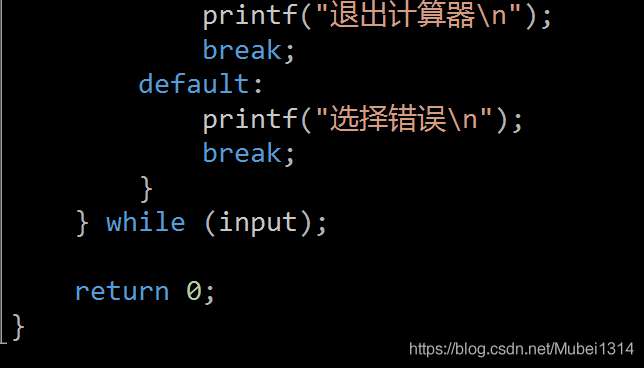 printf("退出计算器\n");
break;
default:
printf("选择错误\n");
break;
}
} while (input);
return 0;
}
https://blog.csdn.net/Mubei1314